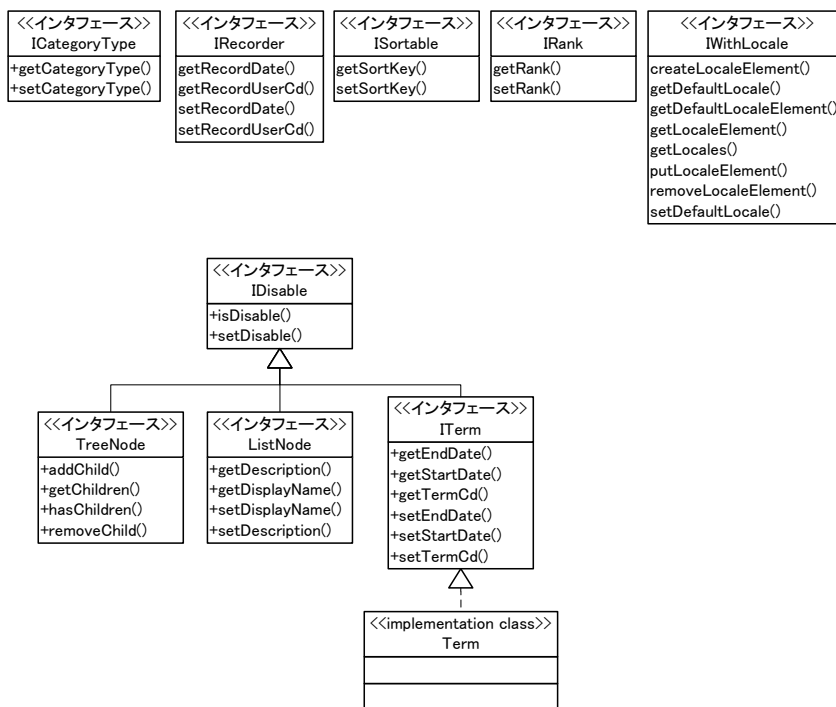 <<インタフェース>>
ICategoryType
+getCategoryType()
+setCategoryType()
<<インタフェース>>
IRecorder
getRecordDate()
getRecordUserCd()
setRecordDate()
setRecordUserCd()
<<インタフェース>>
ISortable
getSortKey()
setSortKey()
<<インタフェース>>
IRank
getRank()
setRank()
<<インタフェース>>
IWithLocale
createLocaleElement()
getDefaultLocale()
getDefaultLocaleElement()
getLocaleElement()
getLocales()
putLocaleElement()
removeLocaleElement()
setDefaultLocale()
<<インタフェース>>
IDisable
+isDisable()
+setDisable()
<<インタフェース>>
TreeNode
+addChild()
+getChildren()
+hasChildren()
+removeChild()
<<インタフェース>>
ListNode
+getDescription()
+getDisplayName()
+setDisplayName()
+setDescription()
<<インタフェース>>
ITerm
+getEndDate()
+getStartDate()
+getTermCd()
+setEndDate()
+setStartDate()
+setTermCd()
<<implementation class>>
Term